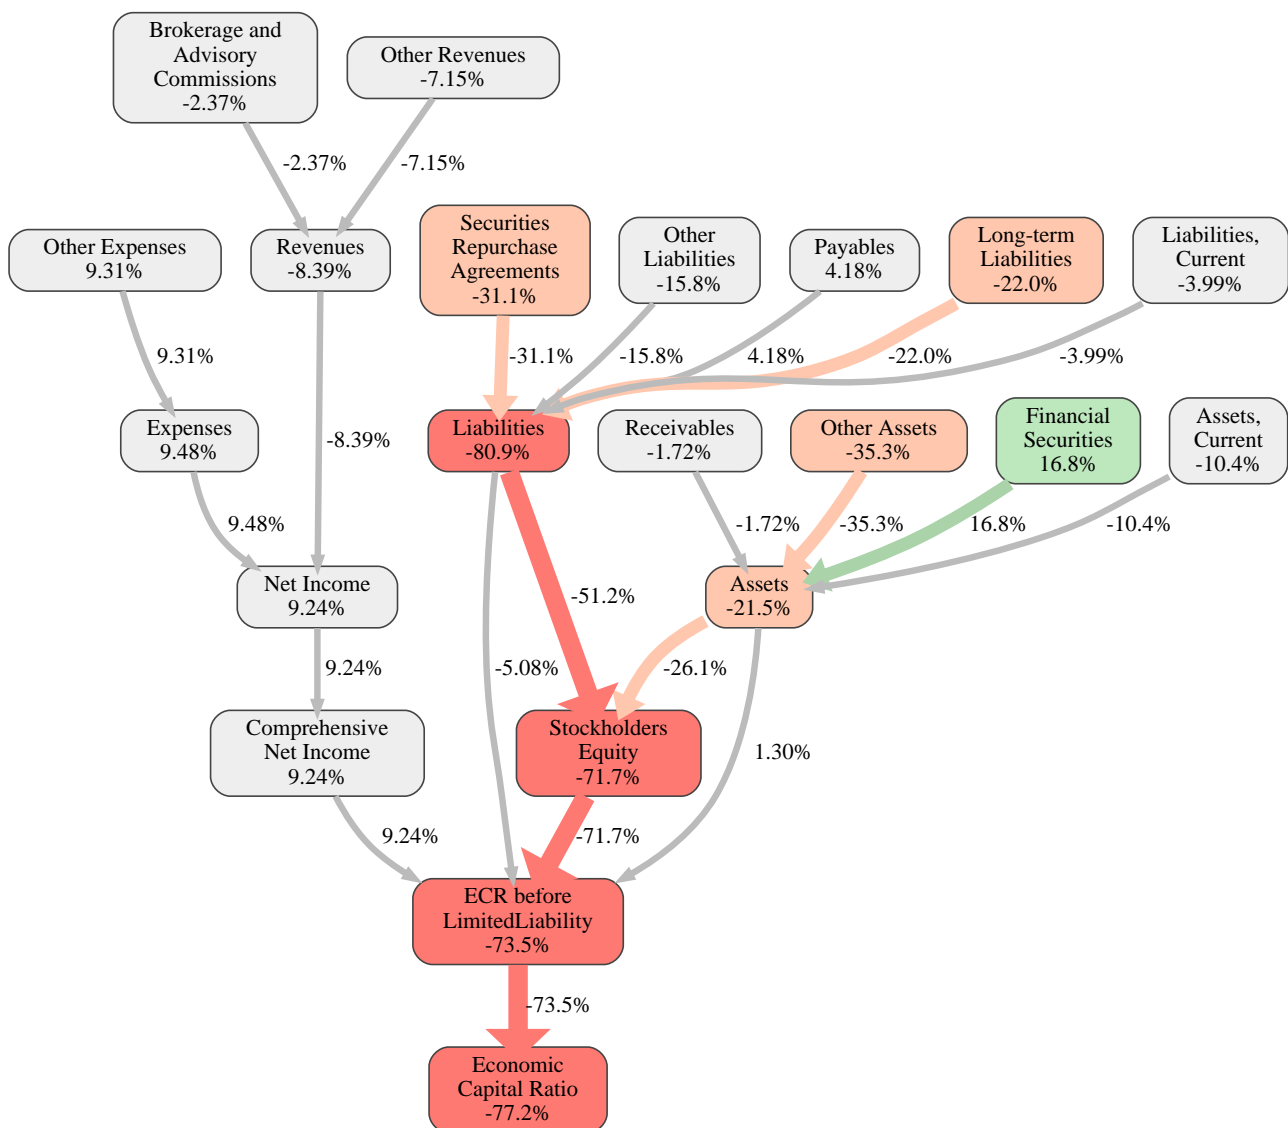 Brokerage and
Advisory
Commissions
-2.37%
Other Revenues
-7.15%
-2.37%
-7.15%
Other Expenses
9.31%
Revenues
-8.39%
Securities
Repurchase
Agreements
-31.1%
Other
Liabilities
-15.8%
Payables
4.18%
Long-term
Liabilities
-22.0%
Liabilities,
Current
-3.99%
9.31%
-31.1%
-15.8%
4.18%
-22.0%
-3.99%
Expenses
9.48%
-8.39%
Liabilities
-80.9%
Receivables
-1.72%
Other Assets
-35.3%
Financial
Securities
16.8%
Assets,
Current
-10.4%
9.48%
-1.72%
-35.3%
16.8%
-10.4%
Net Income
9.24%
-51.2%
Assets
-21.5%
9.24%
-5.08%
-26.1%
Comprehensive
Net Income
9.24%
Stockholders
Equity
-71.7%
1.30%
9.24%
-71.7%
ECR before
LimitedLiability
-73.5%
-73.5%
Economic
Capital Ratio
-77.2%